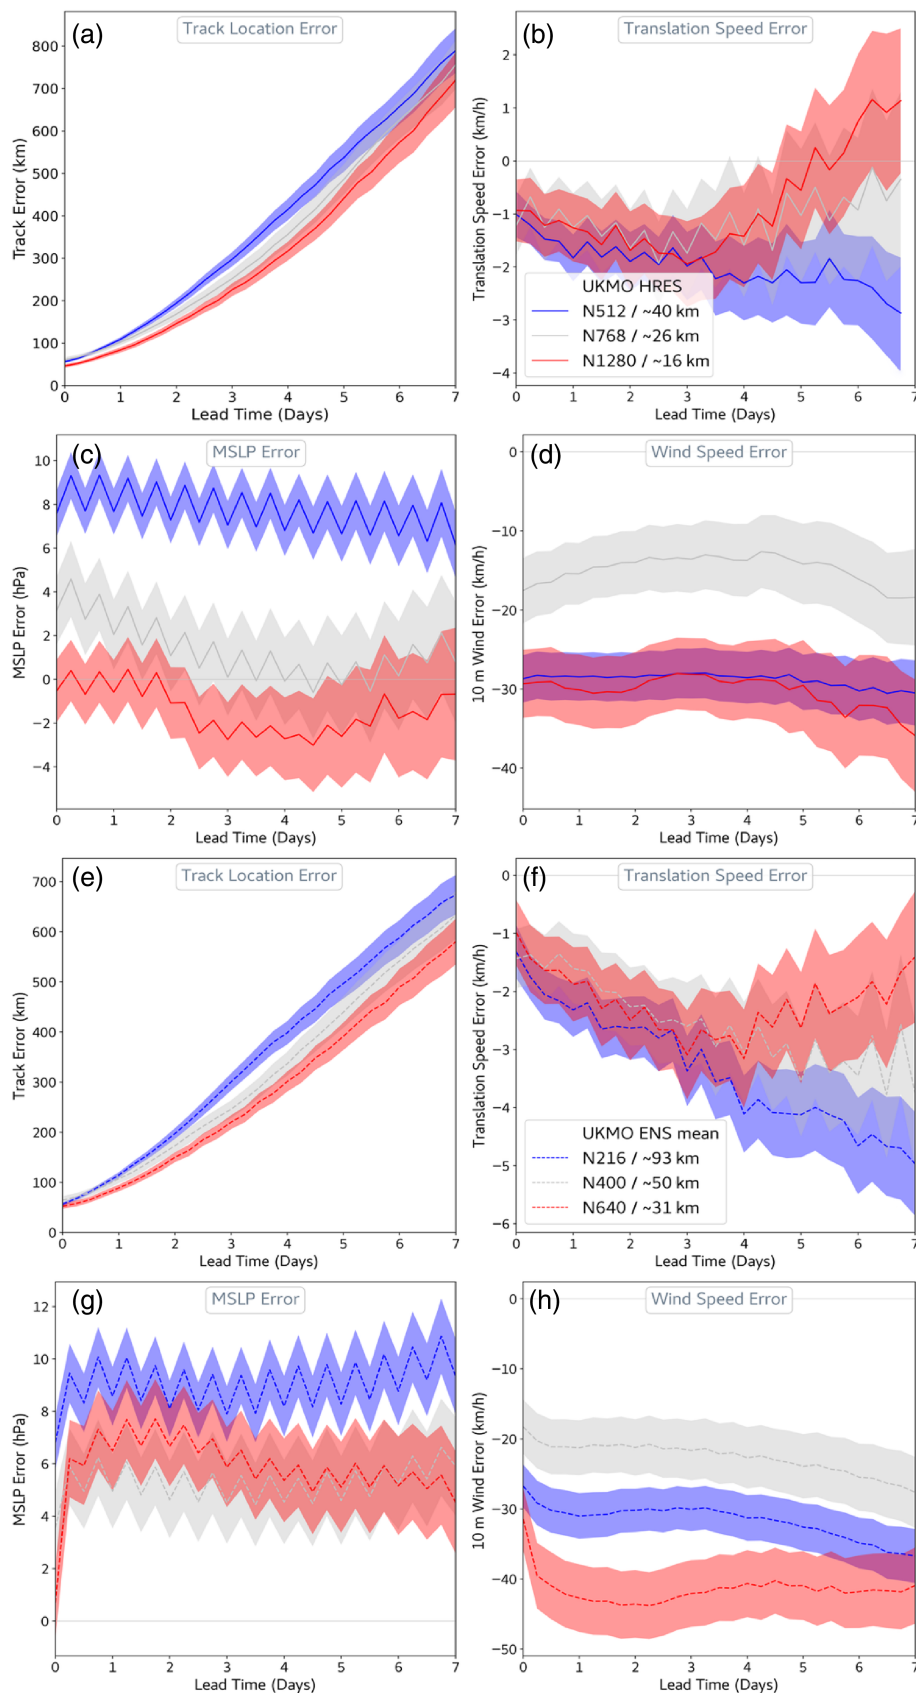 (a)
Track Location Error
800
700
600
500
400
300
200
100
0
Track Error (km)
0 1 2 3 4 5 6 7
Lead Time (Days)
(b)
Translation Speed Error
2
1
0
−1
−2
−3
−4
Translation Speed Error (km/h)
UKMO HRES
N512 / ~40 km
N768 / ~26 km
N1280 / ~16 km
0 1 2 3 4 5 6 7
Lead Time (Days)
(c)
MSLP Error
10
8
6
4
2
0
−2
−4
MSLP Error (hPa)
0 1 2 3 4 5 6 7
Lead Time (Days)
(d)
Wind Speed Error
0
−10
−20
−30
−40
10 m Wind Error (km/h)
0 1 2 3 4 5 6 7
Lead Time (Days)
(e)
Track Location Error
700
600
500
400
300
200
100
0
Track Error (km)
0 1 2 3 4 5 6 7
Lead Time (Days)
(f)
Translation Speed Error
0
−1
−2
−3
−4
−5
−6
Translation Speed Error (km/h)
UKMO ENS mean
N216 / ~93 km
N400 / ~50 km
N640 / ~31 km
0 1 2 3 4 5 6 7
Lead Time (Days)
(g)
MSLP Error
12
10
8
6
4
2
0
MSLP Error (hPa)
0 1 2 3 4 5 6 7
Lead Time (Days)
(h)
Wind Speed Error
0
−10
−20
−30
−40
−50
10 m Wind Error (km/h)
0 1 2 3 4 5 6 7
Lead Time (Days)